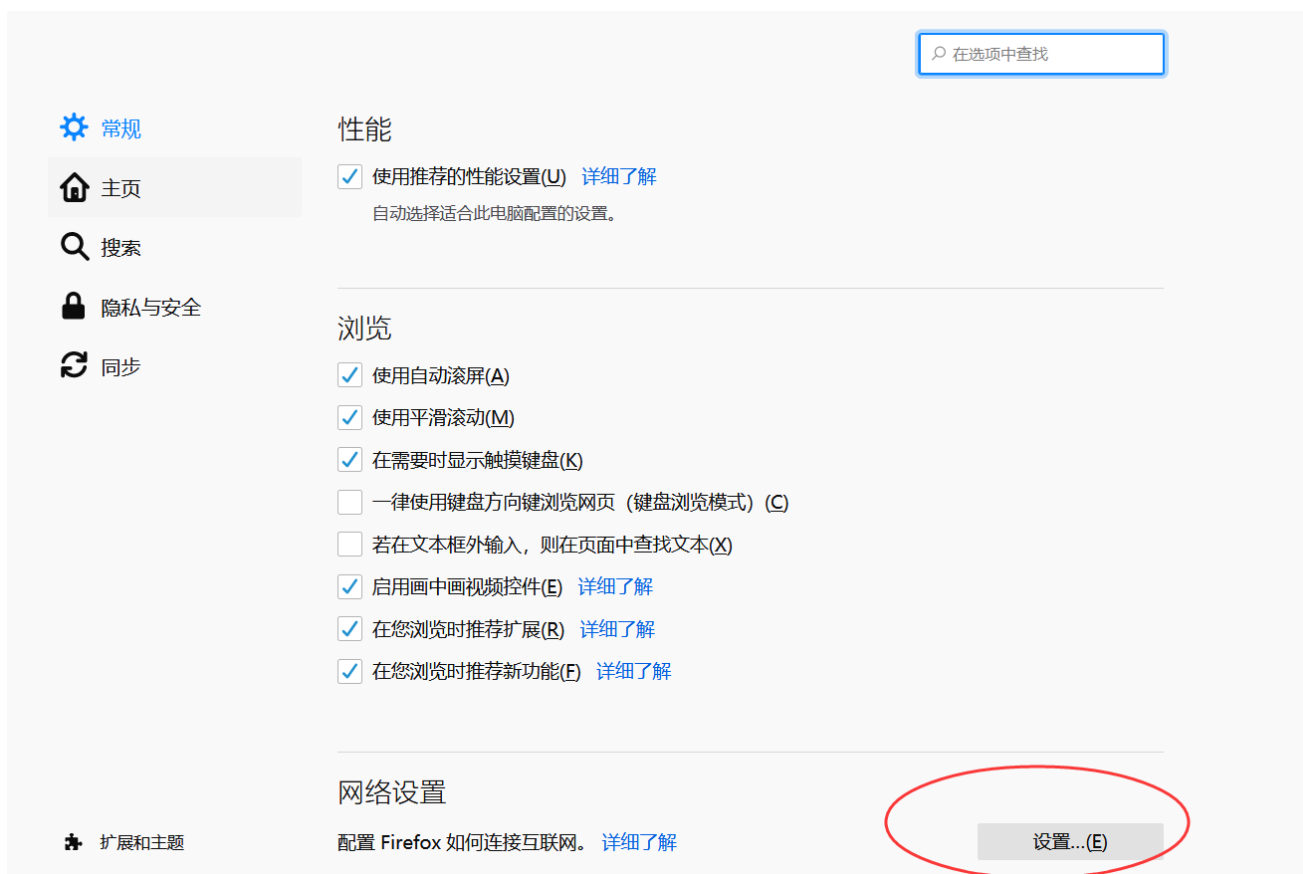 在选项中查找
常规
主页
搜索
隐私与安全
同步
扩展和主题
性能
使用推荐的性能设置(U) 详细了解
自动选择适合此电脑配置的设置。
浏览
使用自动滚屏(A)
使用平滑滚动(M)
在需要时显示触摸键盘(K)
一律使用键盘方向键浏览网页（键盘浏览模式）(C)
若在文本框外输入，则在页面中查找文本(X)
启用画中画视频控件(E) 详细了解
在您浏览时推荐扩展(R) 详细了解
在您浏览时推荐新功能(F) 详细了解
网络设置
配置 Firefox 如何连接互联网。 详细了解
设置...(E)